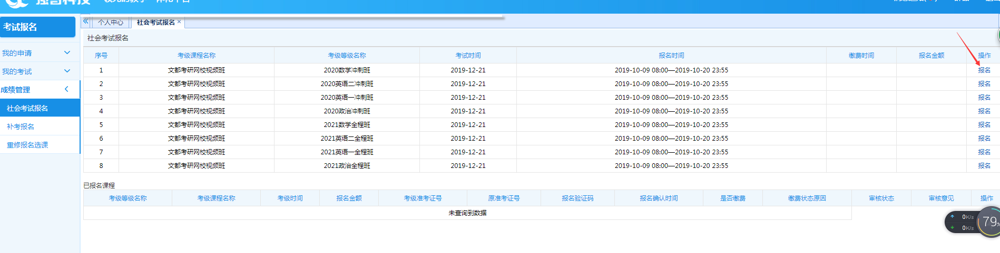 强智科技
考试报名
« 个人中心 社会考试报名 ×
社会考试报名
我的申请
我的考试
成绩管理
社会考试报名
补考报名
重修报名选课
序号 考级课程名称 考级等级名称 考试时间 报名时间 缴费时间 报名金额 操作
1 文都考研网校视频班 2020数学冲刺班 2019-12-21 2019-10-09 08:00—2019-10-20 23:55 报名
2 文都考研网校视频班 2020英语二冲刺班 2019-12-21 2019-10-09 08:00—2019-10-20 23:55 报名
3 文都考研网校视频班 2020英语一冲刺班 2019-12-21 2019-10-09 08:00—2019-10-20 23:55 报名
4 文都考研网校视频班 2020政治冲刺班 2019-12-21 2019-10-09 08:00—2019-10-20 23:55 报名
5 文都考研网校视频班 2021数学全程班 2019-12-21 2019-10-09 08:00—2019-10-20 23:55 报名
6 文都考研网校视频班 2021英语二全程班 2019-12-21 2019-10-09 08:00—2019-10-20 23:55 报名
7 文都考研网校视频班 2021英语一全程班 2019-12-21 2019-10-09 08:00—2019-10-20 23:55 报名
8 文都考研网校视频班 2021政治全程班 2019-12-21 2019-10-09 08:00—2019-10-20 23:55 报名
已报名课程
考级等级名称 考级课程名称 考级时间 报名金额 考级准考证号 原准考证号 报名验证码 报名确认时间 是否缴费 缴费状态原因 审核状态 审核意见 操作
未查询到数据
0K/s
0K/s
79%